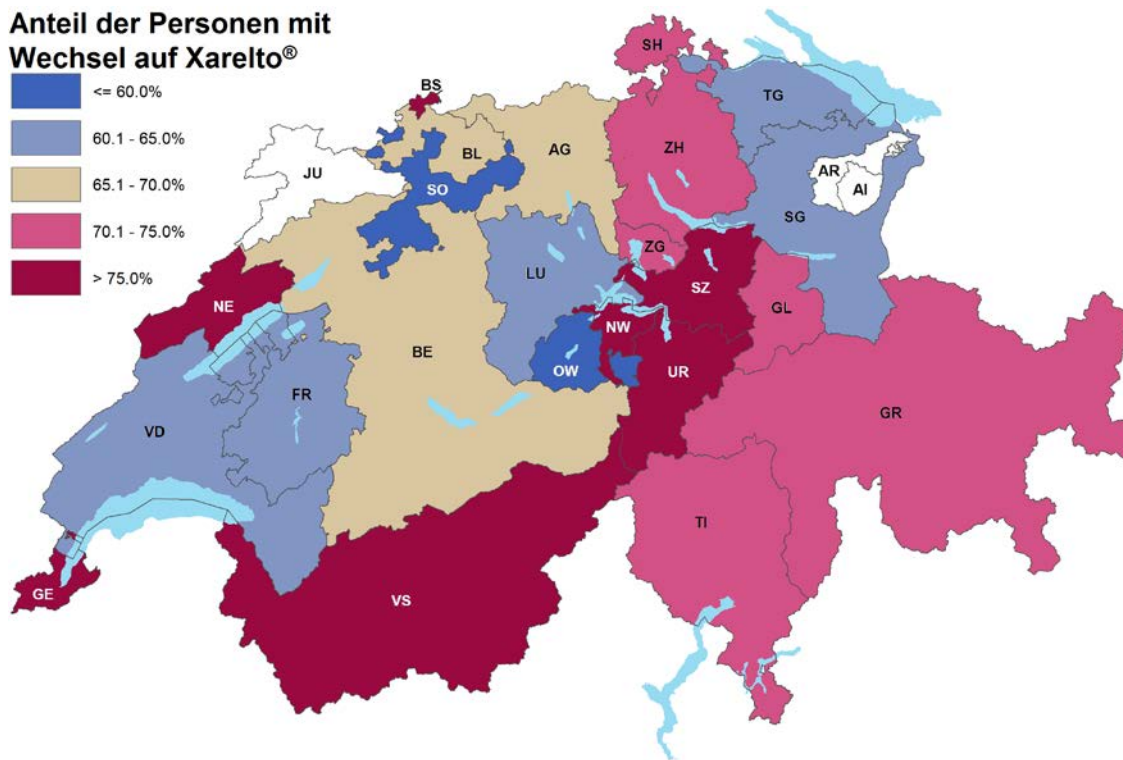 Anteil der Personen mit
Wechsel auf Xarelto®
<= 60.0%
60.1 - 65.0%
65.1 - 70.0%
70.1 - 75.0%
> 75.0%
SH
BS
TG
BL
AG
ZH
JU
SO
AR
AI
SG
ZG
LU
SZ
NE
GL
NW
BE
OW
UR
FR
GR
VD
TI
GE
VS